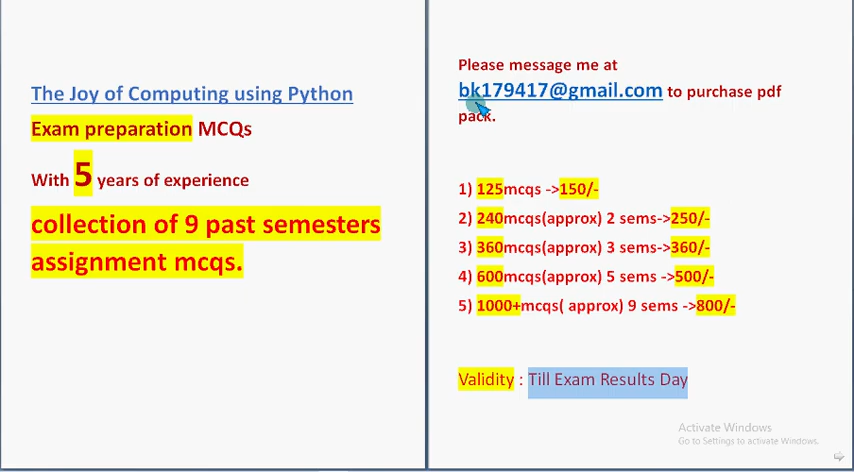 The Joy of Computing using Python
Exam preparation MCQs
With 5 years of experience
collection of 9 past semesters
assignment mcqs.
Please message me at
bk179417@gmail.com to purchase pdf
pack.
1) 125mcqs ->150/-
2) 240mcqs(approx) 2 sems->250/-
3) 360mcqs(approx) 3 sems->360/-
4) 600mcqs(approx) 5 sems ->500/-
5) 1000+mcqs( approx) 9 sems ->800/-
Validity : Till Exam Results Day
Activate Windows
Go to Settings to activate Windows.